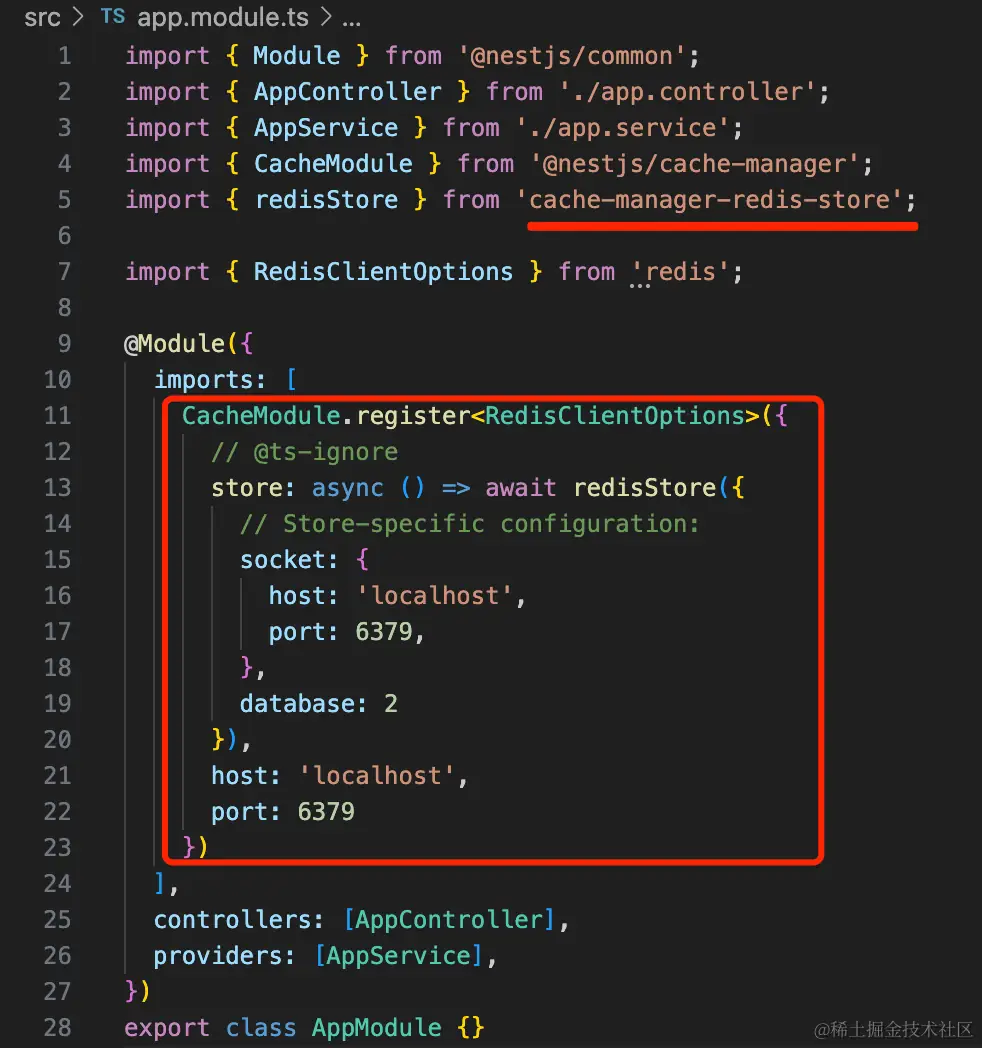 src > TS app.module.ts > ...
1 import { Module } from '@nestjs/common';
2 import { AppController } from './app.controller';
3 import { AppService } from './app.service';
4 import { CacheModule } from '@nestjs/cache-manager';
5 import { redisStore } from 'cache-manager-redis-store';
6
7 import { RedisClientOptions } from 'redis';
8
9 @Module({
10   imports: [
11     CacheModule.register<RedisClientOptions>({
12       // @ts-ignore
13       store: async () => await redisStore({
14         // Store-specific configuration:
15         socket: {
16           host: 'localhost',
17           port: 6379,
18         },
19         database: 2
20       }),
21       host: 'localhost',
22       port: 6379
23     })
24   ],
25   controllers: [AppController],
26   providers: [AppService],
27 })
28 export class AppModule {}
@稀土掘金技术社区